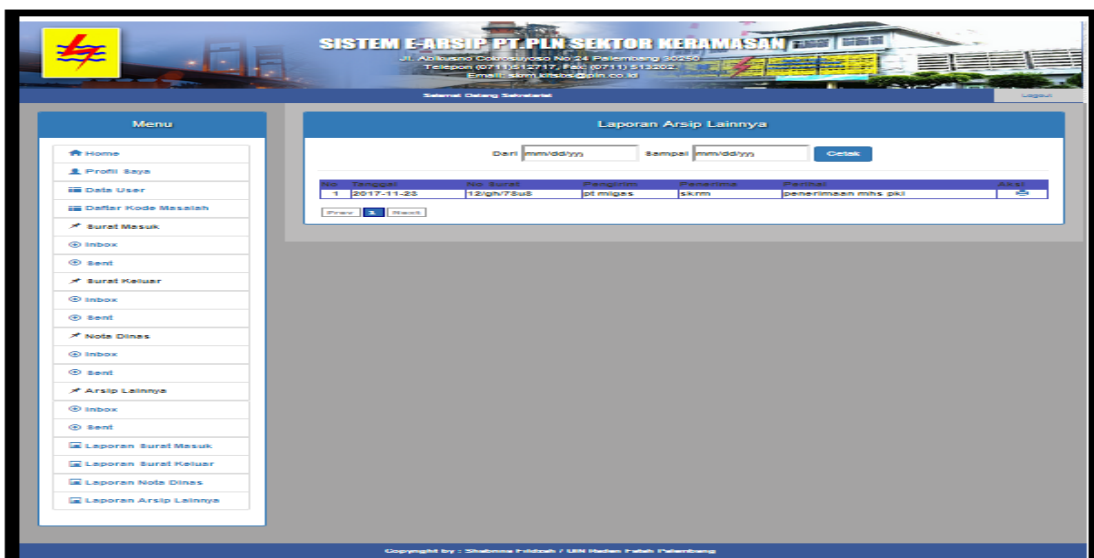 SISTEM E-ARSIP PT.PLN SEKTOR KERAMASAN
Jl. Abikusno Cokrosuyoso No 24 Palembang 30258
Telepon (0711)512717, Fax: (0711) 513202
Selamat Datang Sekretariat
Logout
Menu
Home
Profil Saya
Data User
Daftar Kode Masalah
Surat Masuk
Inbox
Sent
Surat Keluar
Inbox
Sent
Nota Dinas
Inbox
Sent
Arsip Lainnya
Inbox
Sent
Laporan Surat Masuk
Laporan Surat Keluar
Laporan Nota Dinas
Laporan Arsip Lainnya
Laporan Arsip Lainnya
Dari mm/dd/yyy Sampai mm/dd/yyy Cetak
No Tanggal No Surat Pengirim Penerima Perihal Aksi
1 2017-11-23 12/gh/78u8 pt migas skrm penerimaan mhs pkl
Prev 1 Next
Copyright by : Shabrina Fildzah / UIN Raden Fatah Palembang